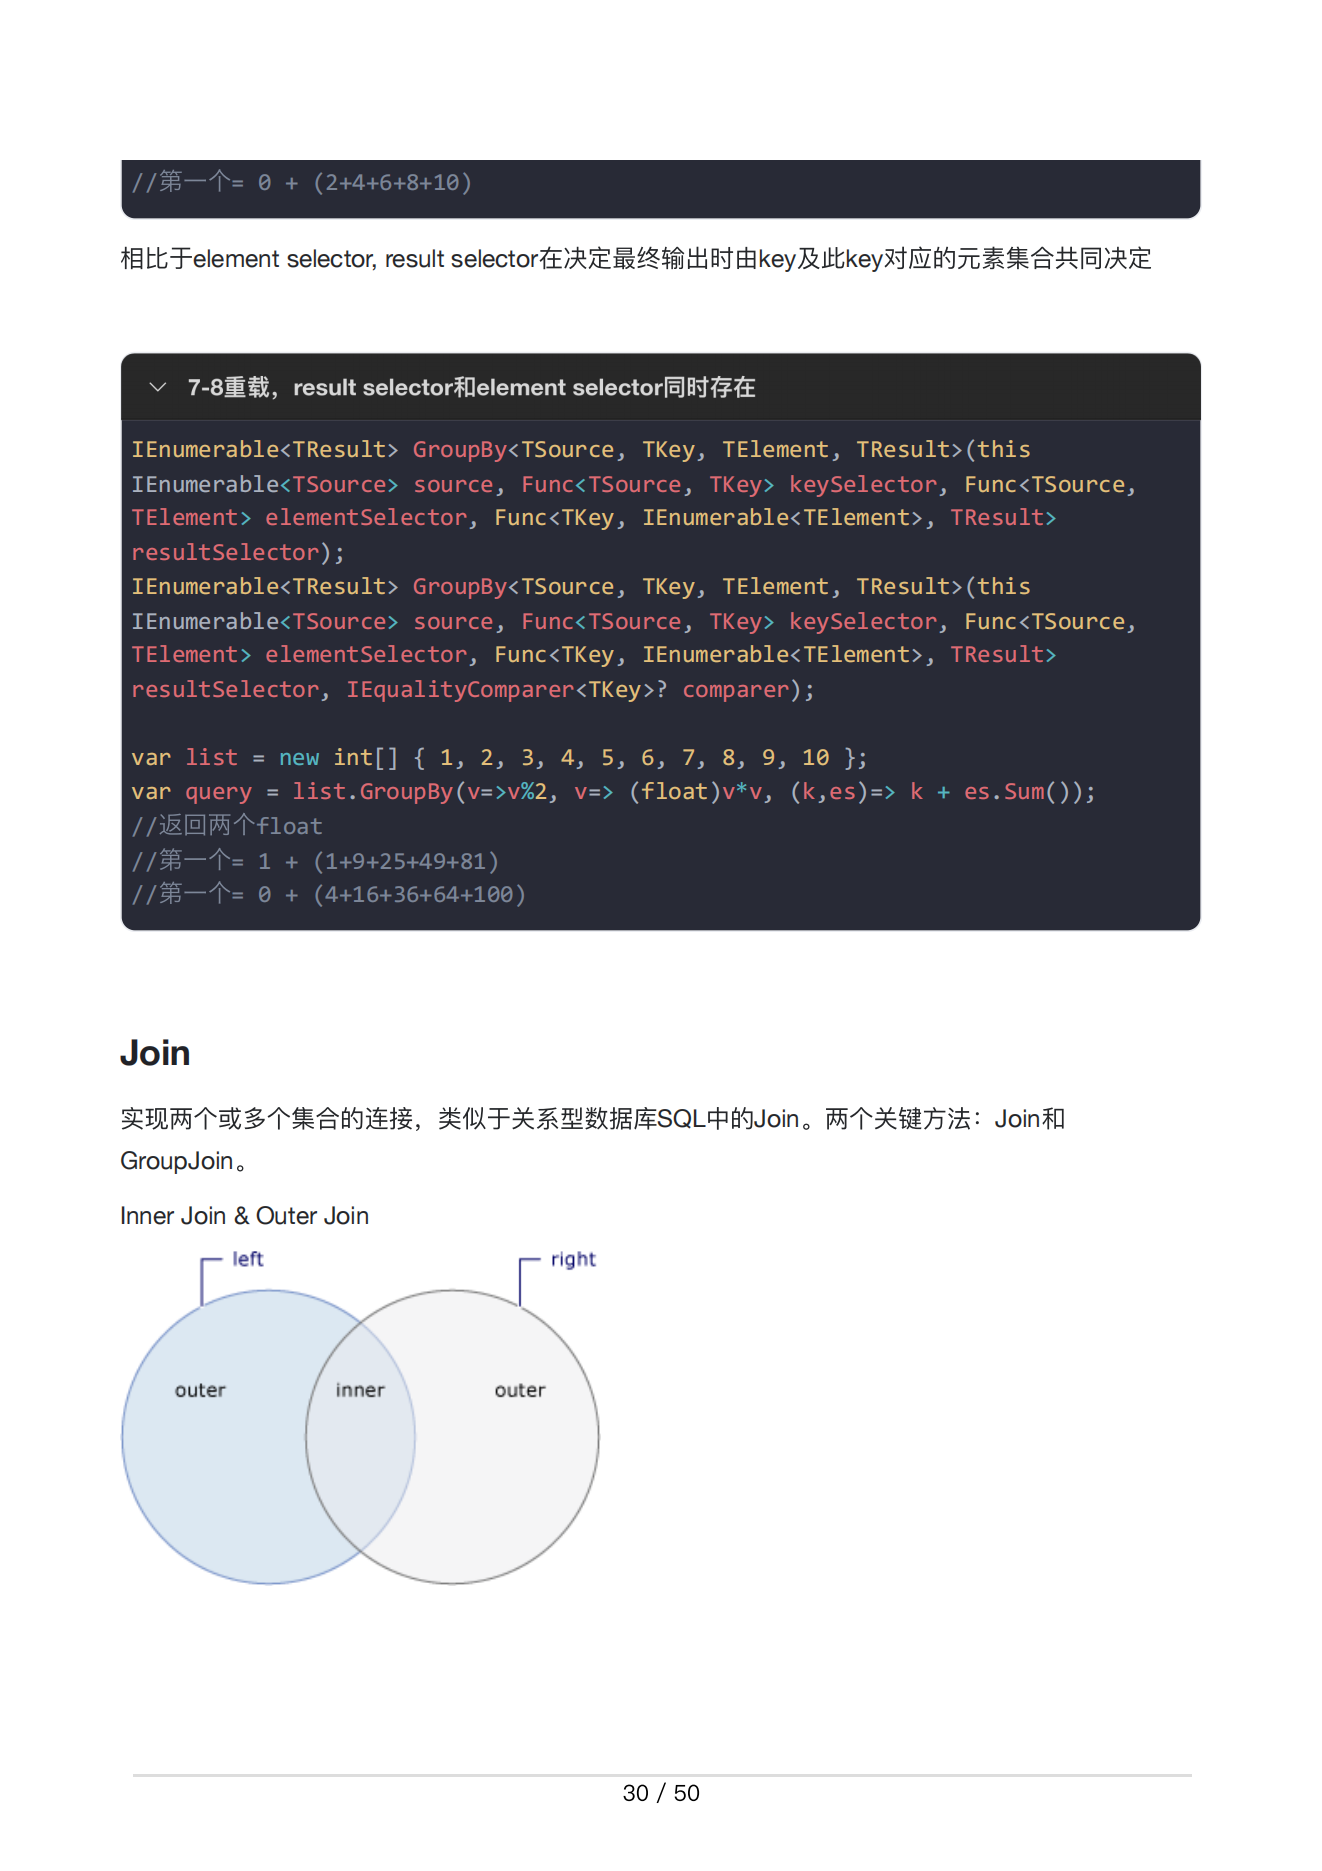 //第一个= 0 + (2+4+6+8+10)
相比于element selector, result selector在决定最终输出时由key及此key对应的元素集合共同决定
7-8重载，result selector和element selector同时存在
IEnumerable<TResult> GroupBy<TSource, TKey, TElement, TResult>(this
IEnumerable<TSource> source, Func<TSource, TKey> keySelector, Func<TSource,
TElement> elementSelector, Func<TKey, IEnumerable<TElement>, TResult>
resultSelector);
IEnumerable<TResult> GroupBy<TSource, TKey, TElement, TResult>(this
IEnumerable<TSource> source, Func<TSource, TKey> keySelector, Func<TSource,
TElement> elementSelector, Func<TKey, IEnumerable<TElement>, TResult>
resultSelector, IEqualityComparer<TKey>? comparer);
var list = new int[] { 1, 2, 3, 4, 5, 6, 7, 8, 9, 10 };
var query = list.GroupBy(v=>v%2, v=> (float)v*v, (k,es)=> k + es.Sum());
//返回两个float
//第一个= 1 + (1+9+25+49+81)
//第一个= 0 + (4+16+36+64+100)
Join
实现两个或多个集合的连接，类似于关系型数据库SQL中的Join。两个关键方法：Join和
GroupJoin。
Inner Join & Outer Join
left right
outer inner outer
30 / 50